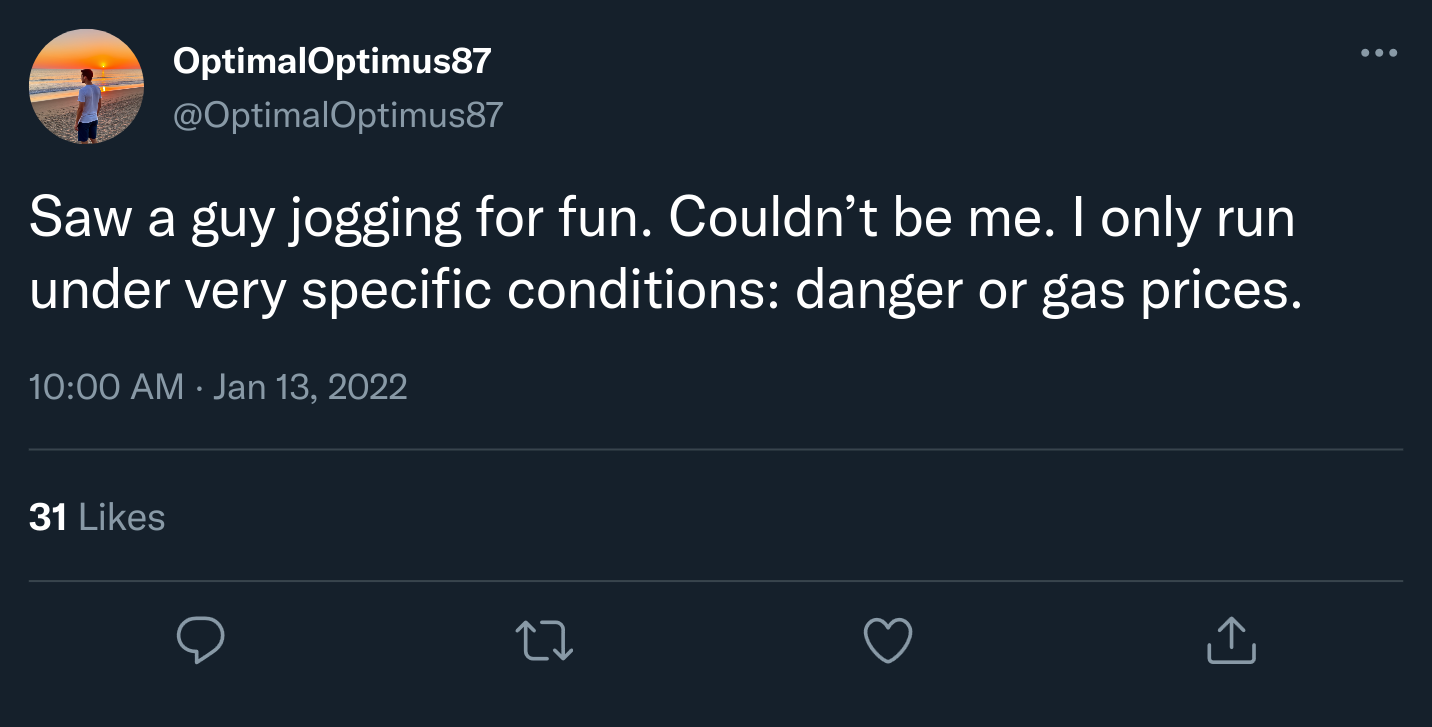 OptimalOptimus87
@OptimalOptimus87
Saw a guy jogging for fun. Couldn’t be me. I only run
under very specific conditions: danger or gas prices.
10:00 AM · Jan 13, 2022
31 Likes